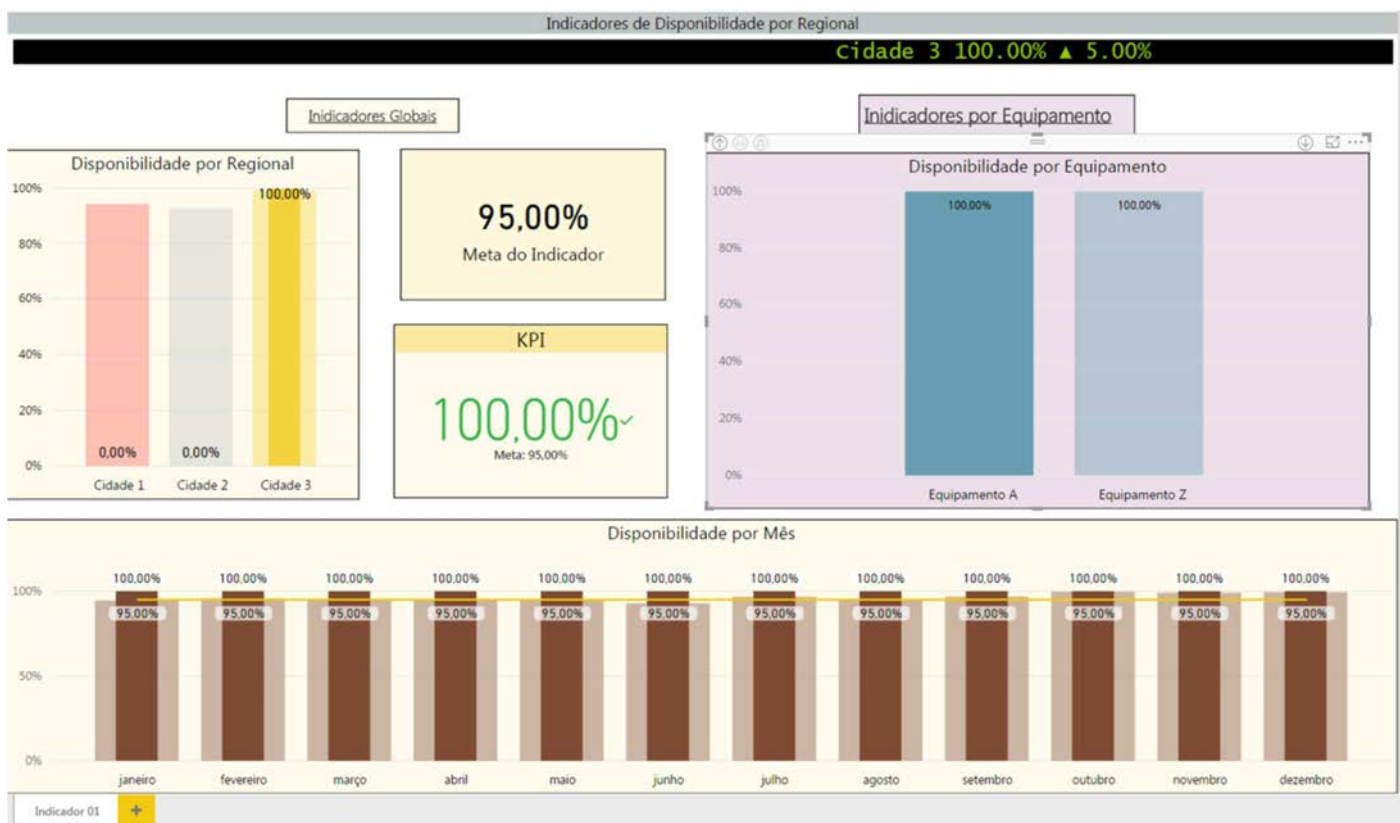 Indicadores de Disponibilidade por Regional
Cidade 3 100.00% ▲ 5.00%
Inidicadores Globais
Inidicadores por Equipamento
Disponibilidade por Regional
100%
80%
60%
40%
20%
0%
100,00%
0,00% 0,00%
Cidade 1 Cidade 2 Cidade 3
95,00%
Meta do Indicador
KPI
100,00%✓
Meta: 95,00%
Disponibilidade por Equipamento
100%
80%
60%
40%
20%
0%
100,00% 100,00%
Equipamento A Equipamento Z
Disponibilidade por Mês
100,00% 100,00% 100,00% 100,00% 100,00% 100,00% 100,00% 100,00% 100,00% 100,00% 100,00% 100,00%
100%
95,00% 95,00% 95,00% 95,00% 95,00% 95,00% 95,00% 95,00% 95,00% 95,00% 95,00% 95,00%
50%
0%
janeiro fevereiro março abril maio junho julho agosto setembro outubro novembro dezembro
Indicador 01 +